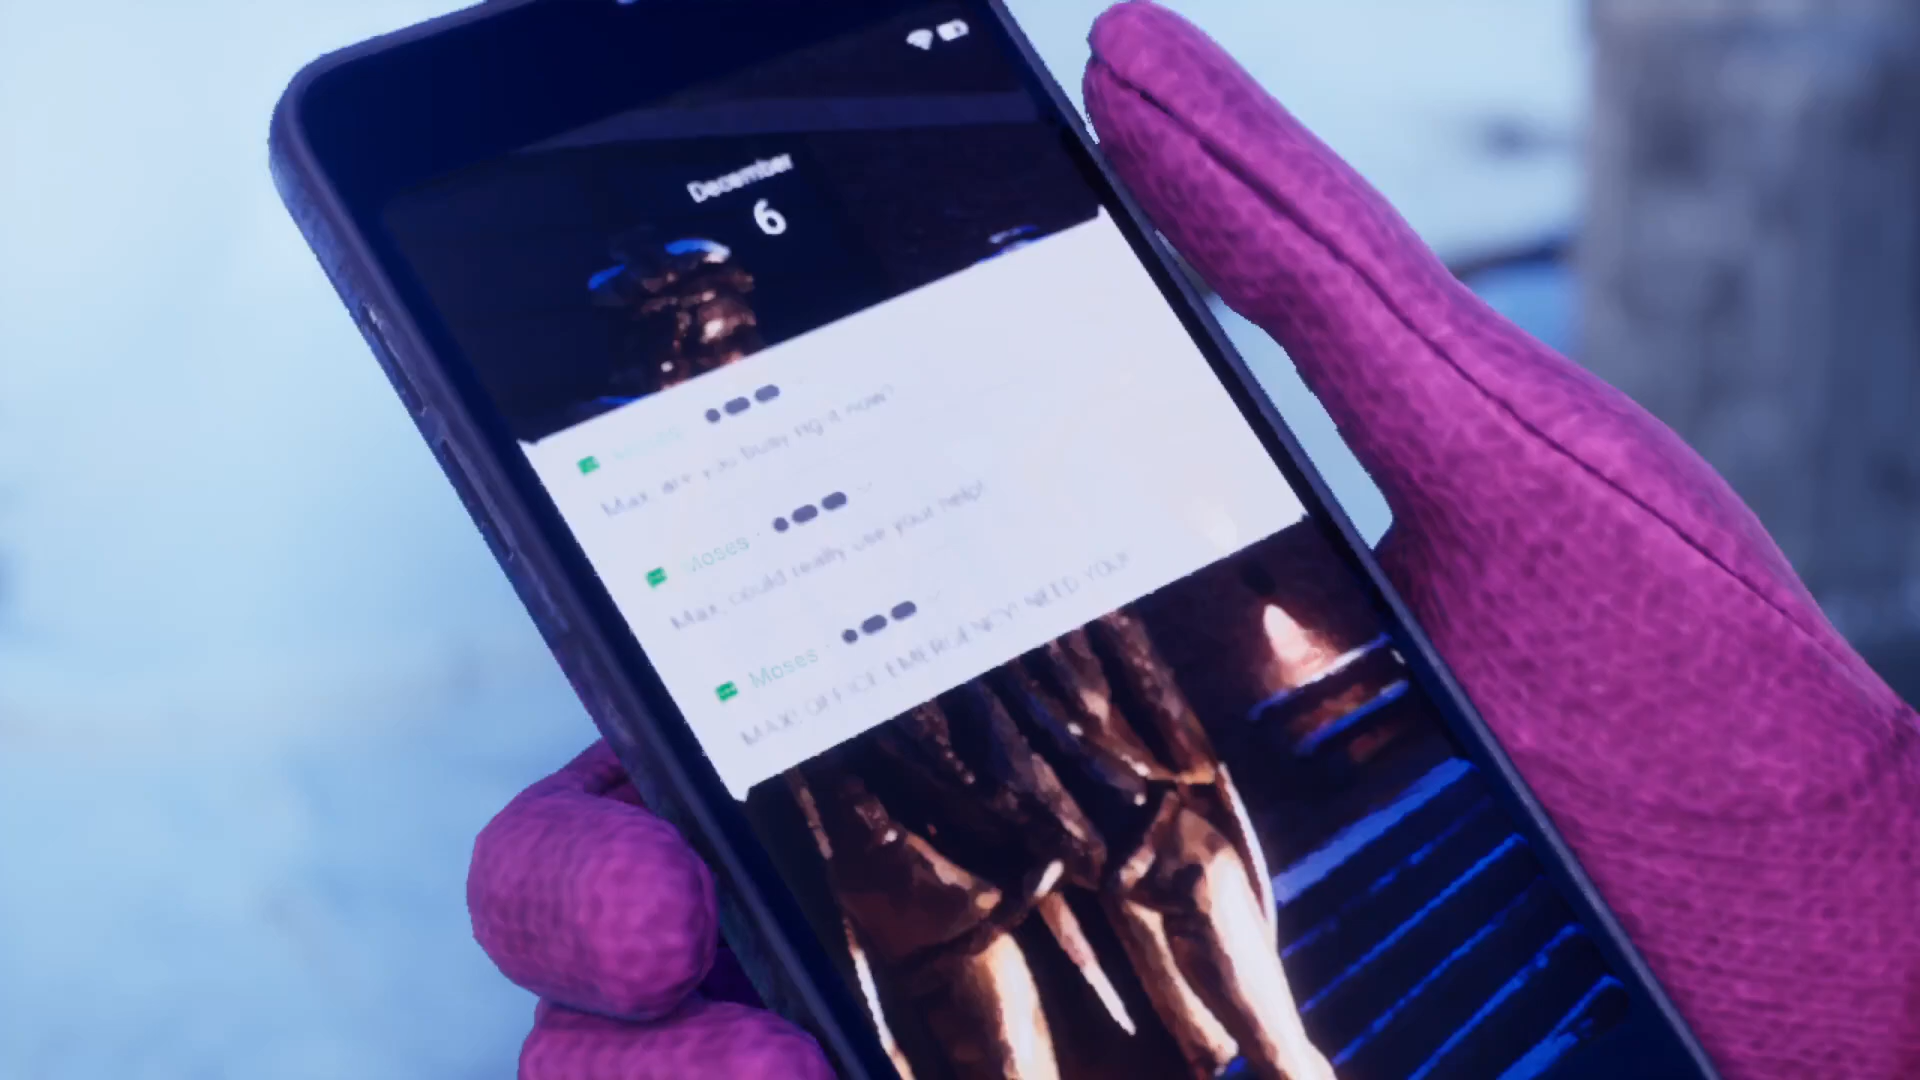 December
6
Max are you busy rig it now?
Moses ·
Max, could really use your help!
Moses ·
MAX! OFFICE EMERGENCY! NEED YOU!